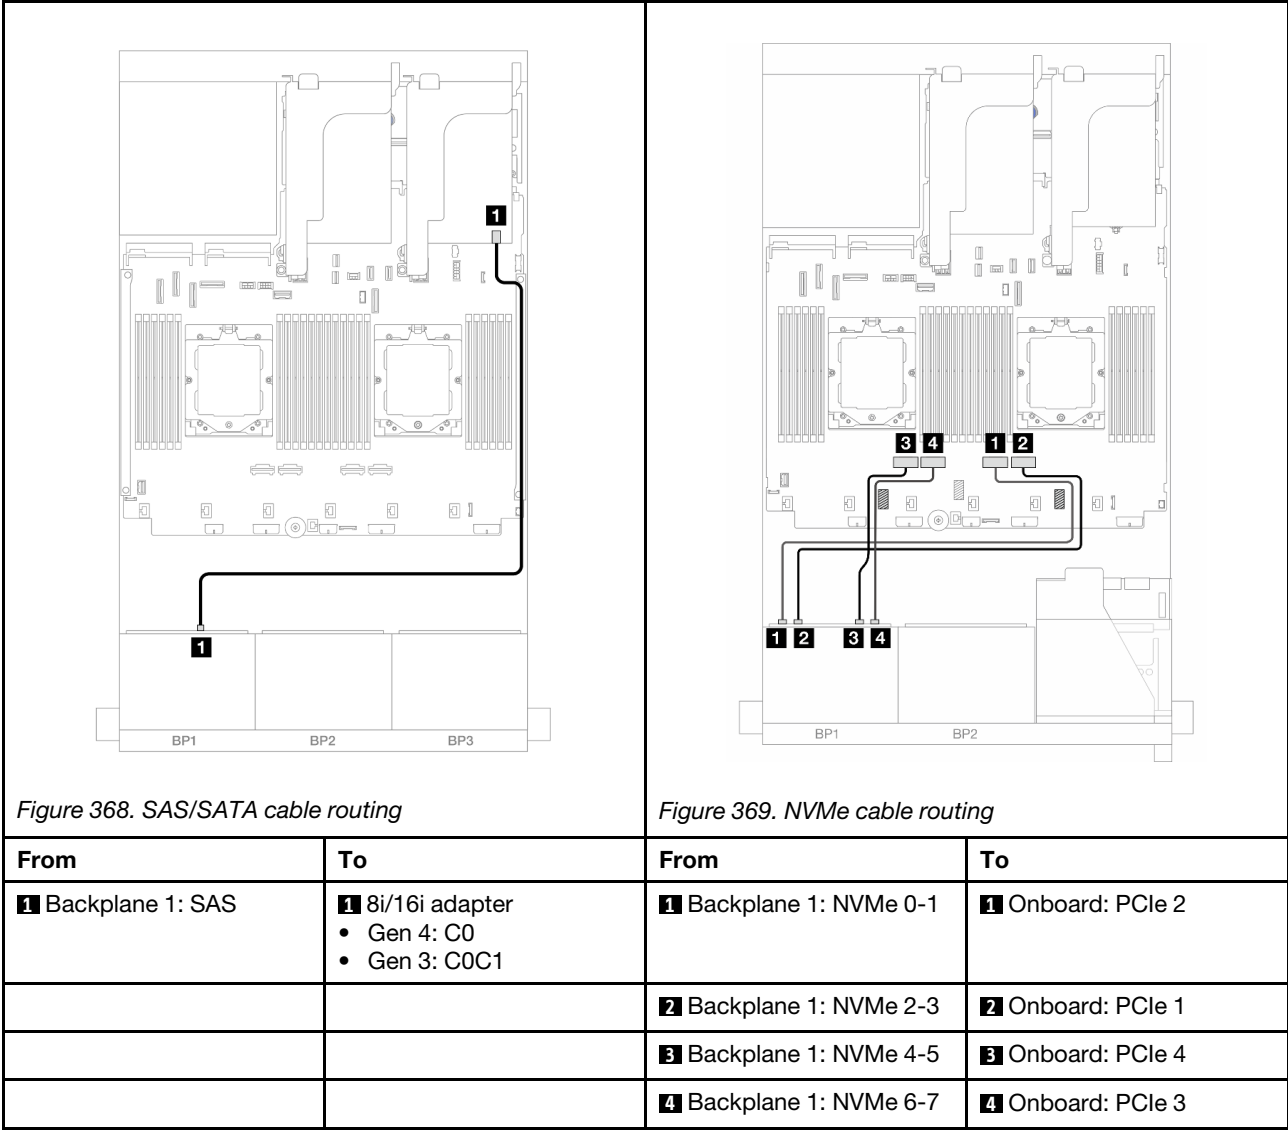 1
1
BP1 BP2 BP3
Figure 368. SAS/SATA cable routing
3 4 1 2
1 2 3 4
BP1 BP2
Figure 369. NVMe cable routing
From To From To
1 Backplane 1: SAS 1 8i/16i adapter 1 Backplane 1: NVMe 0-1 1 Onboard: PCIe 2
• Gen 4: C0
• Gen 3: C0C1
2 Backplane 1: NVMe 2-3 2 Onboard: PCIe 1
3 Backplane 1: NVMe 4-5 3 Onboard: PCIe 4
4 Backplane 1: NVMe 6-7 4 Onboard: PCIe 3